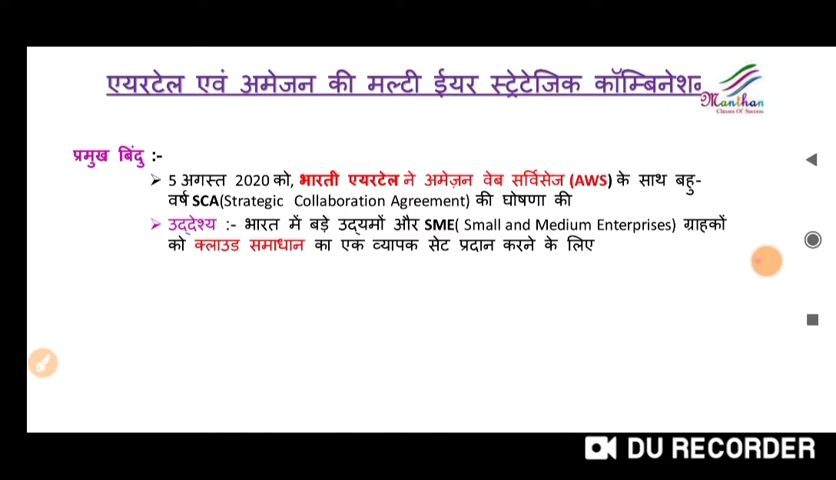 एयरटेल एवं अमेजन की मल्टी ईयर स्ट्रेटेजिक कॉम्बिनेशन
Manthan
Classes Of Success
प्रमुख बिंदु :-
➢ 5 अगस्त 2020 को, भारती एयरटेल ने अमेज़न वेब सर्विसेज (AWS) के साथ बहु-
वर्ष SCA(Strategic Collaboration Agreement) की घोषणा की
➢ उद्देश्य :- भारत में बड़े उद्यमों और SME( Small and Medium Enterprises) ग्राहकों
को क्लाउड समाधान का एक व्यापक सेट प्रदान करने के लिए
DU RECORDER